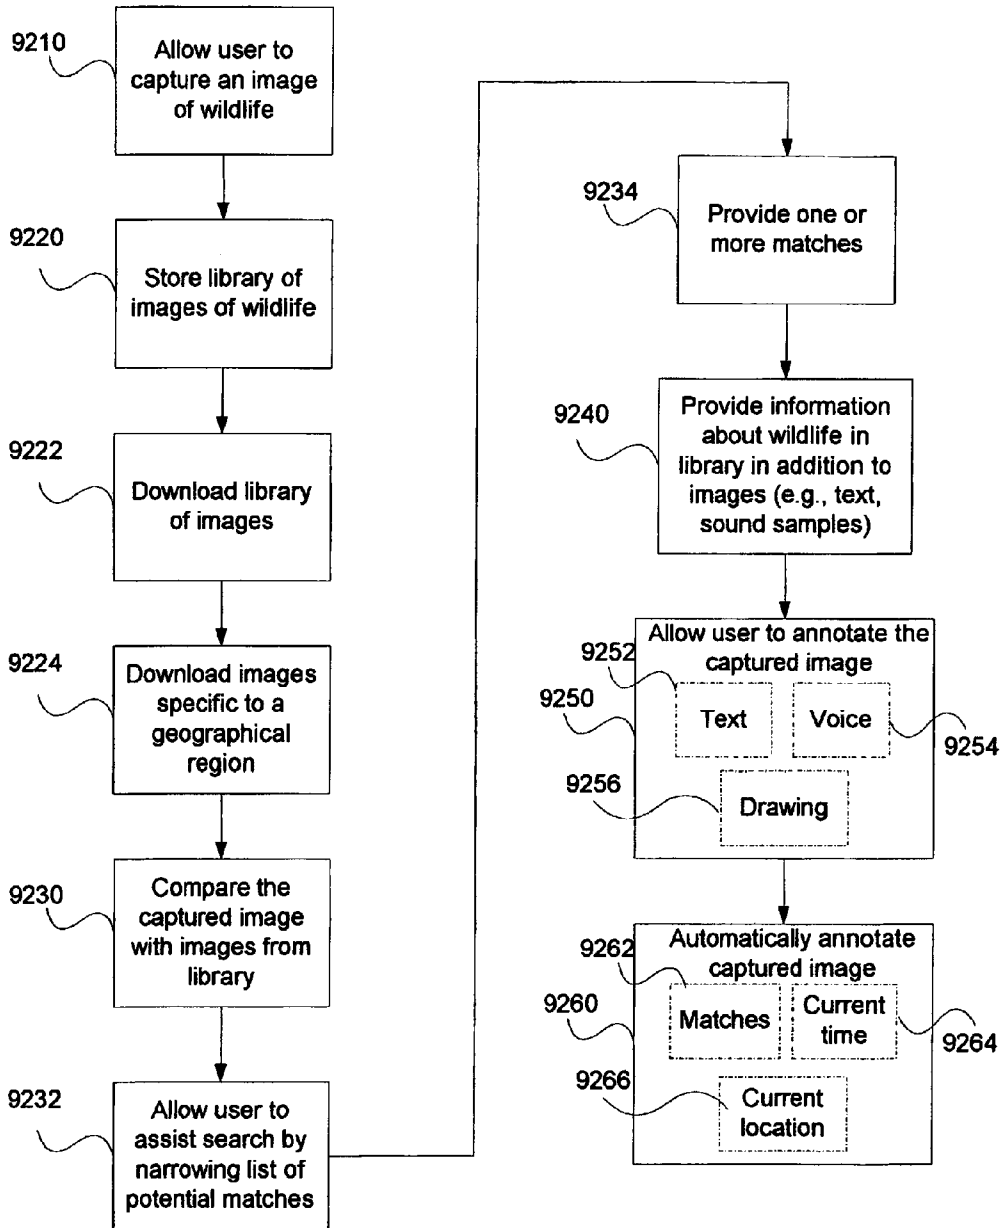 9210
Allow user to
capture an image
of wildlife
9220
Store library of
images of wildlife
9222
Download library
of images
9224
Download images
specific to a
geographical
region
9230
Compare the
captured image
with images from
library
9232
Allow user to
assist search by
narrowing list of
potential matches
9234
Provide one or
more matches
9240
Provide information
about wildlife in
library in addition to
images (e.g., text,
sound samples)
Allow user to annotate the
captured image
9252
9250
Text
Voice
9254
9256
Drawing
Automatically annotate
captured image
9262
9260
Matches
Current
time
9264
9266
Current
location